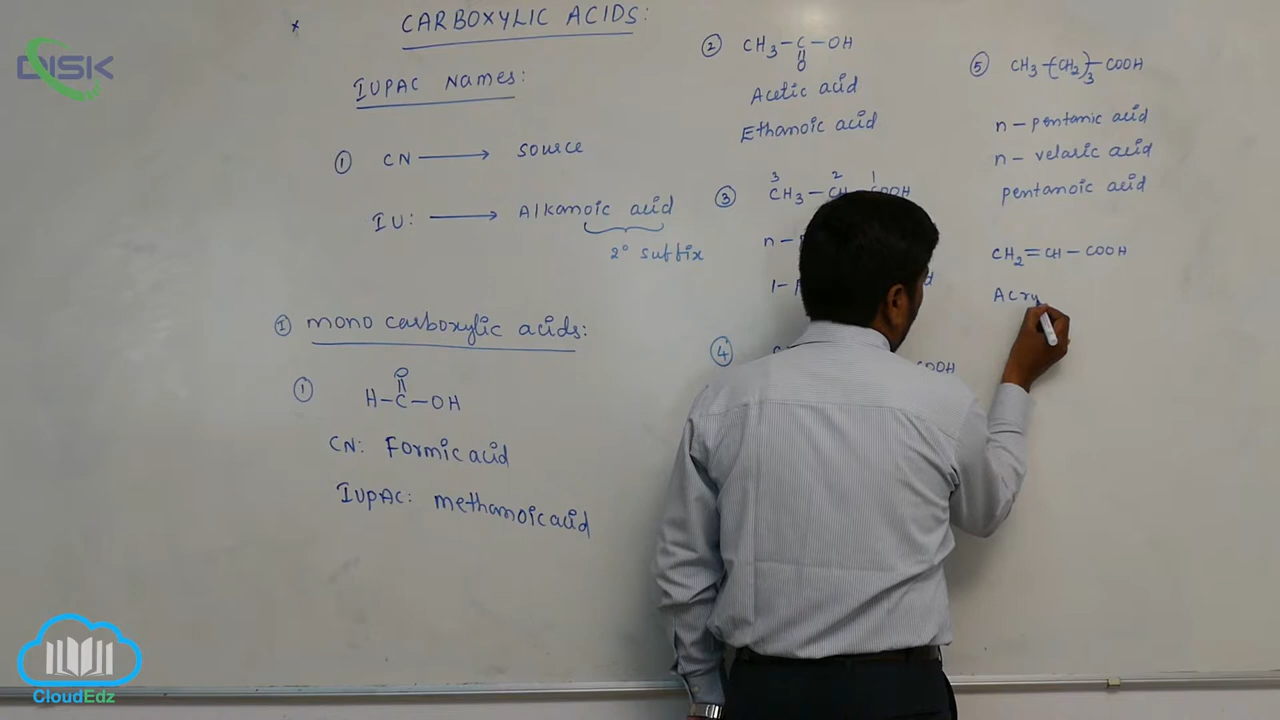 DISK
* CARBOXYLIC ACIDS:
IUPAC Names:
① CN ⟶ source
IU: ⟶ Alkanoic acid
2° suffix
Ⓘ mono carboxylic acids:
①
O
H-C-OH
CN: Formic acid
IUPAC: methanoic acid
② CH3-C-OH
O
Acetic acid
Ethanoic acid
3 2 1
③ CH3-CH COOH
n-
1-
④ COOH
⑤ CH3-(CH2)3-COOH
n-pentanic acid
n-velaric acid
pentanoic acid
CH2=CH-COOH
Acry
CloudEdz